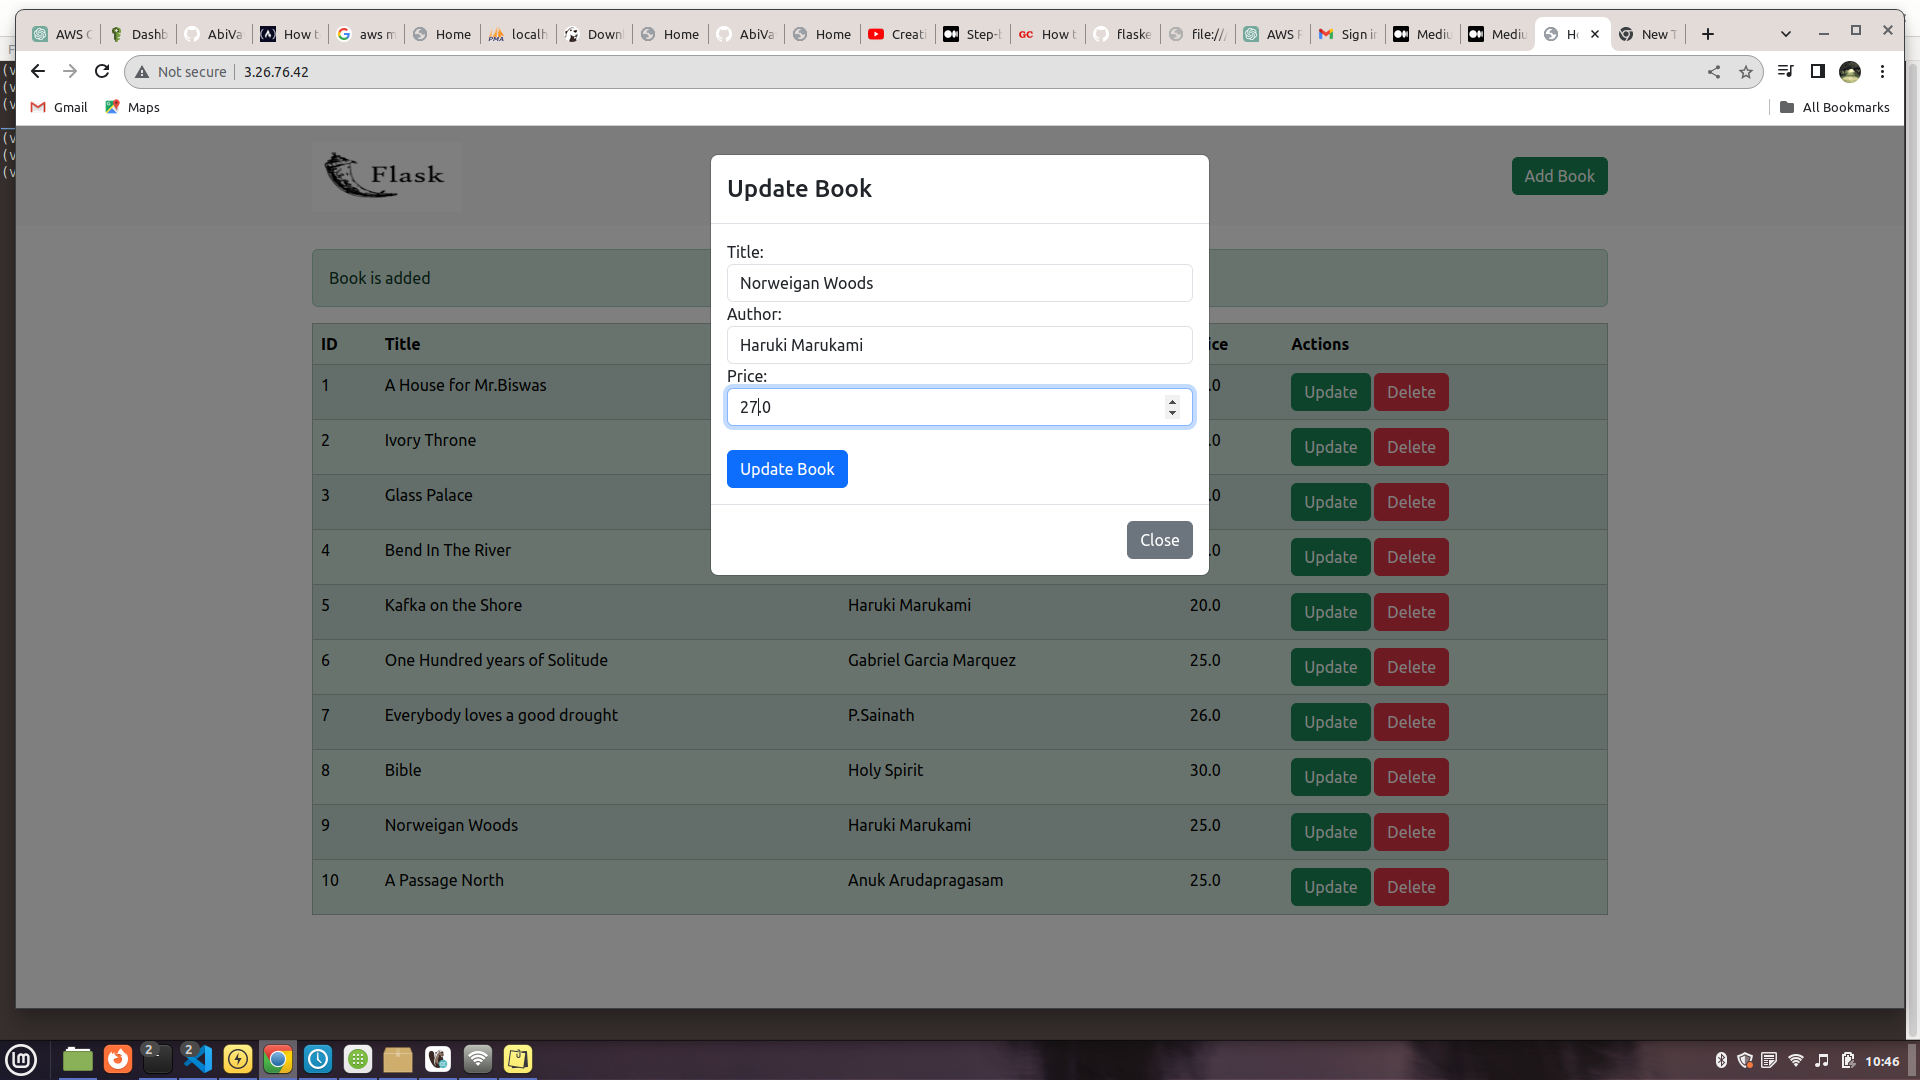 AWS C
Dashb
AbiVa
How t
aws m
Home
localh
Down
Home
AbiVa
Home
Creati
Step-b
How t
flaske
file:///
AWS F
Sign in
Mediu
Mediu
New T
Not secure
3.26.76.42
Gmail
Maps
All Bookmarks
Flask
Add Book
Update Book
Title:
Norweigan Woods
Author:
Haruki Marukami
Price:
27.0
Update Book
Close
Book is added
ID Title ice Actions
1 A House for Mr.Biswas .0 Update Delete
2 Ivory Throne .0 Update Delete
3 Glass Palace .0 Update Delete
4 Bend In The River .0 Update Delete
5 Kafka on the Shore Haruki Marukami 20.0 Update Delete
6 One Hundred years of Solitude Gabriel Garcia Marquez 25.0 Update Delete
7 Everybody loves a good drought P.Sainath 26.0 Update Delete
8 Bible Holy Spirit 30.0 Update Delete
9 Norweigan Woods Haruki Marukami 25.0 Update Delete
10 A Passage North Anuk Arudapragasam 25.0 Update Delete
2
2
10:46